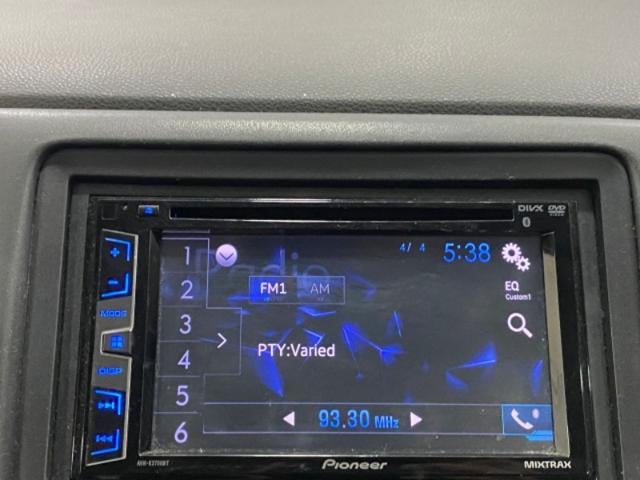 DIVX DVD
4/ 4 5:38
1 Radio
2 FM1 AM
EQ
Custom1
MODE
3
PTY:Varied
4
DISP
5
93.30 MHz
6
Pioneer MIXTRAX